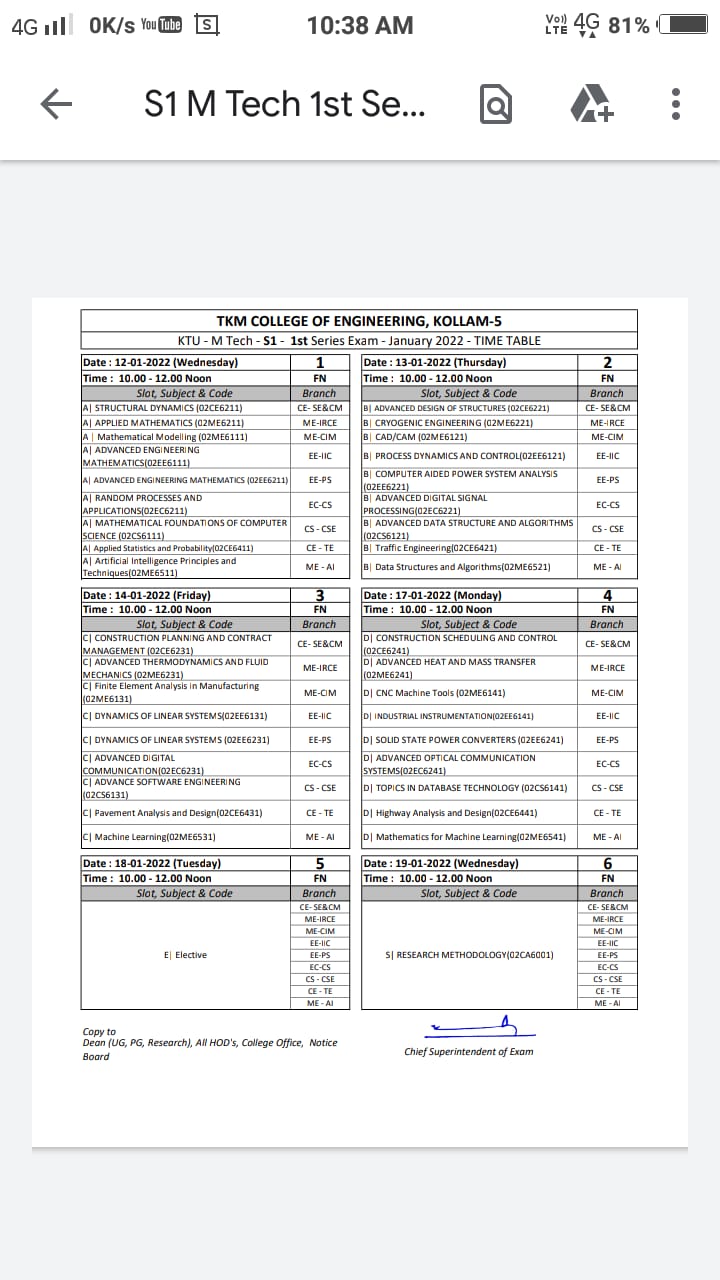 4G 0K/s You Tube S 10:38 AM Vo)) LTE 4G 81%
S1 M Tech 1st Se...
TKM COLLEGE OF ENGINEERING, KOLLAM-5
KTU - M Tech - S1 - 1st Series Exam - January 2022 - TIME TABLE
Date : 12-01-2022 (Wednesday) 1
Time : 10.00 - 12.00 Noon FN
Slot, Subject & Code Branch
A| STRUCTURAL DYNAMICS (02CE6211) CE- SE&CM
A| APPLIED MATHEMATICS (02ME6211) ME-IRCE
A | Mathematical Modelling (02ME6111) ME-CIM
A| ADVANCED ENGINEERING
MATHEMATICS(02EE6111) EE-IIC
A| ADVANCED ENGINEERING MATHEMATICS (02EE6211) EE-PS
A| RANDOM PROCESSES AND
APPLICATIONS(02EC6211) EC-CS
A| MATHEMATICAL FOUNDATIONS OF COMPUTER
SCIENCE (02CS6111) CS - CSE
A| Applied Statistics and Probability(02CE6411) CE - TE
A| Artificial Intelligence Principles and
Techniques(02ME6511) ME - AI
Date : 13-01-2022 (Thursday) 2
Time : 10.00 - 12.00 Noon FN
Slot, Subject & Code Branch
B| ADVANCED DESIGN OF STRUCTURES (02CE6221) CE- SE&CM
B| CRYOGENIC ENGINEERING (02ME6221) ME-IRCE
B| CAD/CAM (02ME6121) ME-CIM
B| PROCESS DYNAMICS AND CONTROL(02EE6121) EE-IIC
B| COMPUTER AIDED POWER SYSTEM ANALYSIS
(02EE6221) EE-PS
B| ADVANCED DIGITAL SIGNAL
PROCESSING(02EC6221) EC-CS
B| ADVANCED DATA STRUCTURE AND ALGORITHMS
(02CS6121) CS - CSE
B| Traffic Engineering(02CE6421) CE - TE
B| Data Structures and Algorithms(02ME6521) ME - AI
Date : 14-01-2022 (Friday) 3
Time : 10.00 - 12.00 Noon FN
Slot, Subject & Code Branch
C| CONSTRUCTION PLANNING AND CONTRACT
MANAGEMENT (02CE6231) CE- SE&CM
C| ADVANCED THERMODYNAMICS AND FLUID
MECHANICS (02ME6231) ME-IRCE
C| Finite Element Analysis in Manufacturing
(02ME6131) ME-CIM
C| DYNAMICS OF LINEAR SYSTEMS(02EE6131) EE-IIC
C| DYNAMICS OF LINEAR SYSTEMS (02EE6231) EE-PS
C| ADVANCED DIGITAL
COMMUNICATION(02EC6231) EC-CS
C| ADVANCE SOFTWARE ENGINEERING
(02CS6131) CS - CSE
C| Pavement Analysis and Design(02CE6431) CE - TE
C| Machine Learning(02ME6531) ME - AI
Date : 17-01-2022 (Monday) 4
Time : 10.00 - 12.00 Noon FN
Slot, Subject & Code Branch
D| CONSTRUCTION SCHEDULING AND CONTROL
(02CE6241) CE- SE&CM
D| ADVANCED HEAT AND MASS TRANSFER
(02ME6241) ME-IRCE
D| CNC Machine Tools (02ME6141) ME-CIM
D| INDUSTRIAL INSTRUMENTATION(02EE6141) EE-IIC
D| SOLID STATE POWER CONVERTERS (02EE6241) EE-PS
D| ADVANCED OPTICAL COMMUNICATION
SYSTEMS(02EC6241) EC-CS
D| TOPICS IN DATABASE TECHNOLOGY (02CS6141) CS - CSE
D| Highway Analysis and Design(02CE6441) CE - TE
D| Mathematics for Machine Learning(02ME6541) ME - AI
Date : 18-01-2022 (Tuesday) 5
Time : 10.00 - 12.00 Noon FN
Slot, Subject & Code Branch
E| Elective
CE- SE&CM
ME-IRCE
ME-CIM
EE-IIC
EE-PS
EC-CS
CS - CSE
CE - TE
ME - AI
Date : 19-01-2022 (Wednesday) 6
Time : 10.00 - 12.00 Noon FN
Slot, Subject & Code Branch
S| RESEARCH METHODOLOGY(02CA6001)
CE- SE&CM
ME-IRCE
ME-CIM
EE-IIC
EE-PS
EC-CS
CS - CSE
CE - TE
ME - AI
Copy to
Dean (UG, PG, Research), All HOD's, College Office, Notice
Board
Chief Superintendent of Exam